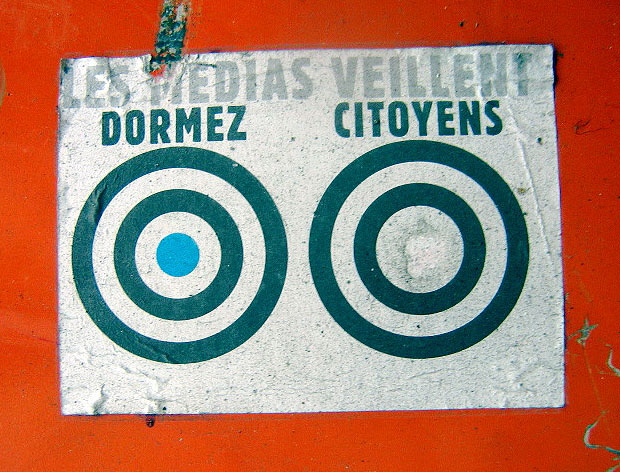 LES MEDIAS VEILLENT
DORMEZ CITOYENS